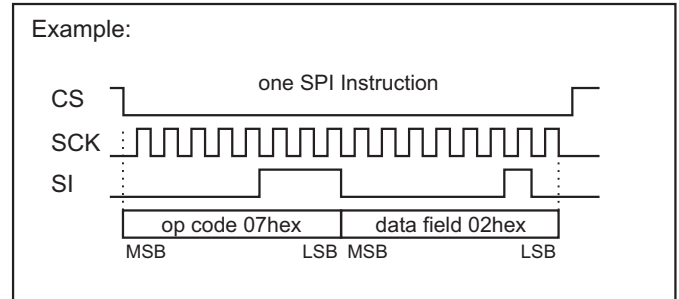 Example:
one SPI Instruction
CS
SCK
SI
op code 07hex data field 02hex
MSB LSB MSB LSB